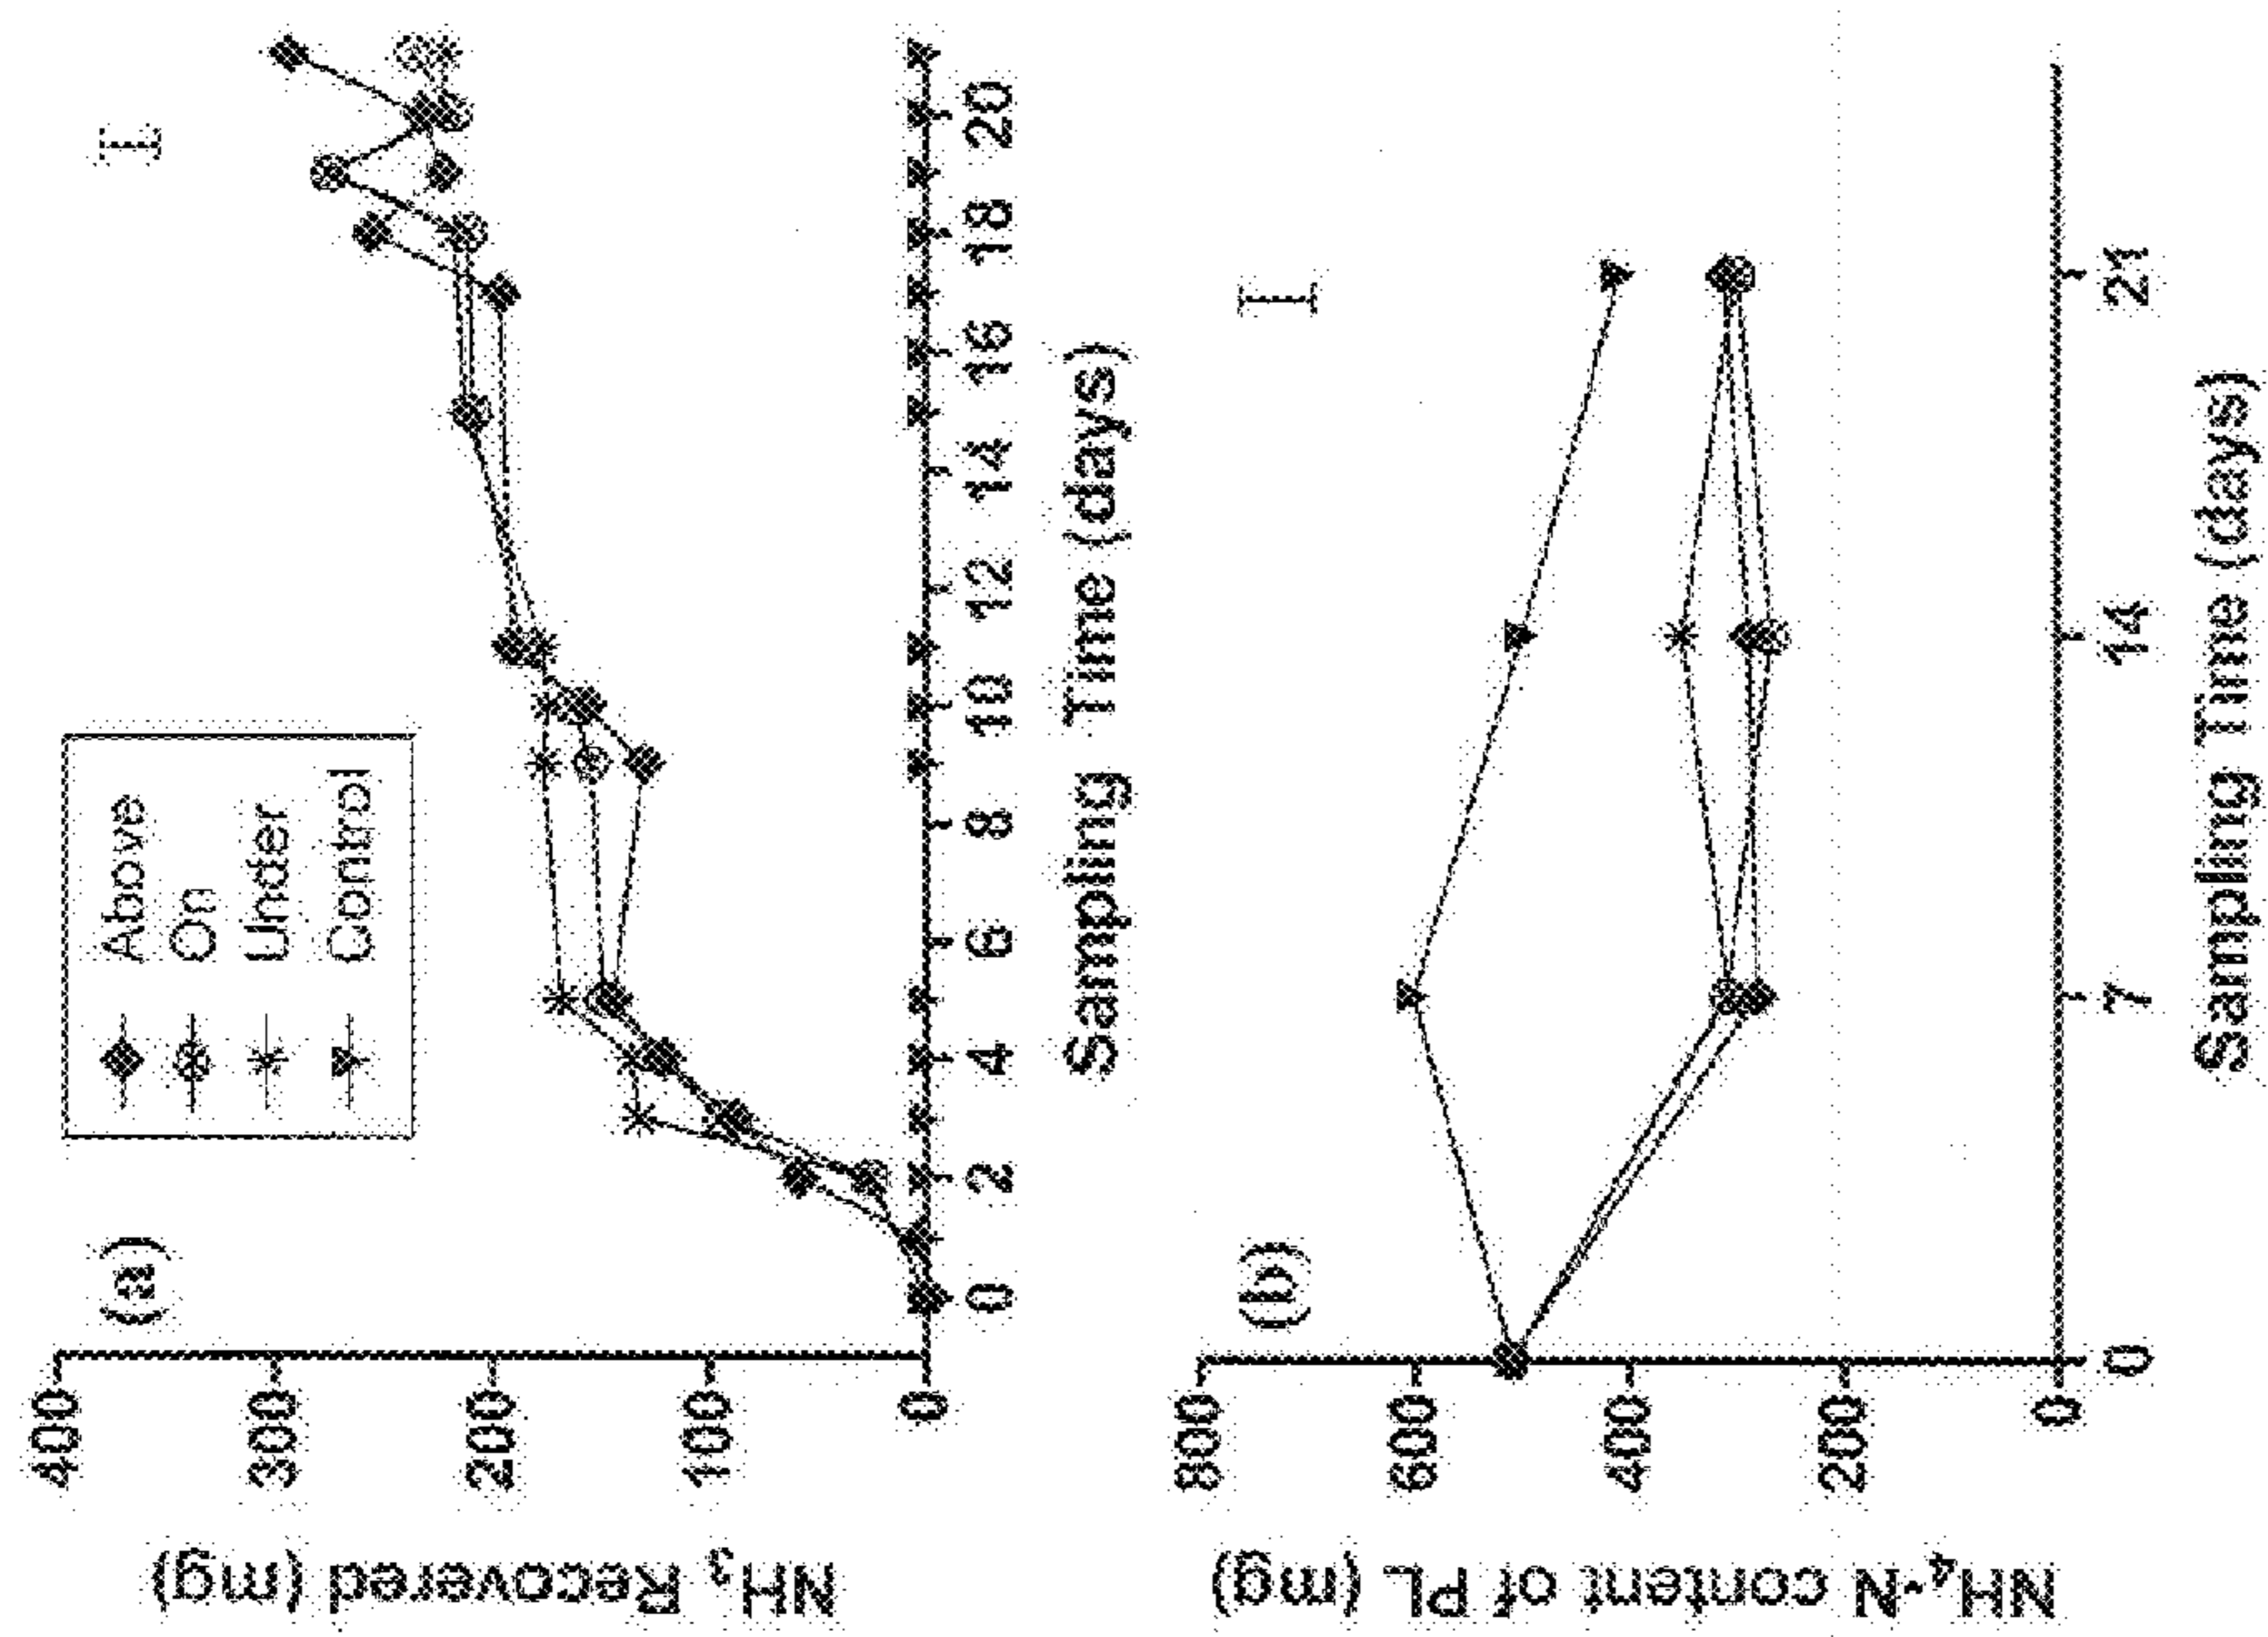 (a)
Above
On
Under
Control
400
300
200
100
0
NH3 Recovered (mg)
0 2 4 6 8 10 12 14 16 18 20
Sampling Time (days)
(b)
800
600
400
200
0
NH4-N content of PL (mg)
0 7 14 21
Sampling Time (days)